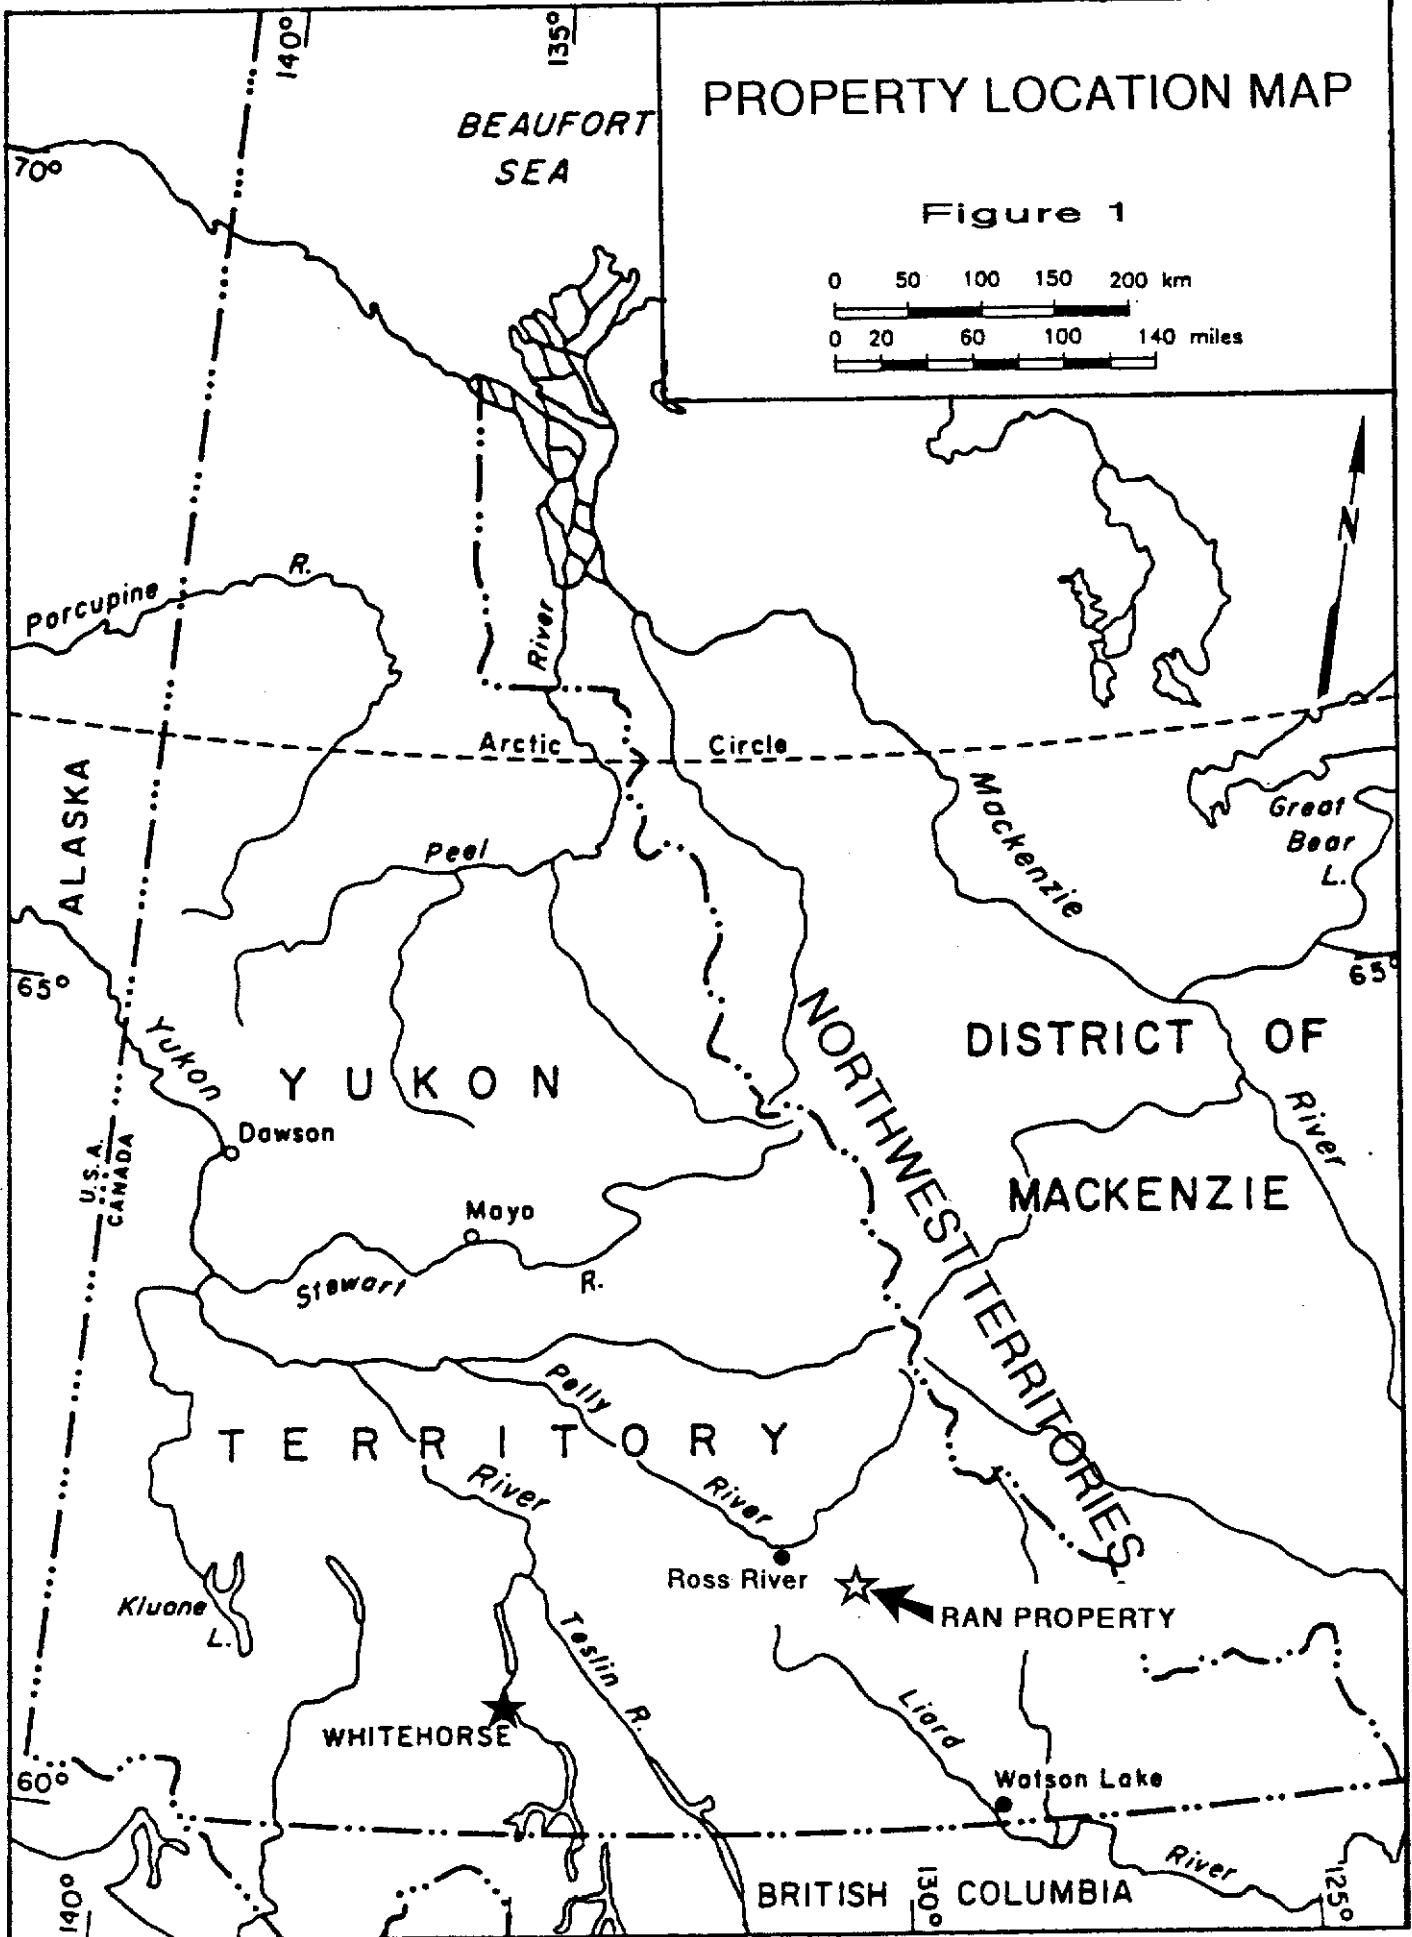 140°
135°
PROPERTY LOCATION MAP
BEAUFORT
SEA
70°
Figure 1
0 50 100 150 200 km
0 20 60 100 140 miles
N
Porcupine R.
River
Arctic Circle
ALASKA
Mackenzie
Great
Bear
L.
Peel
65°
65°
Yukon
NORTHWEST TERRITORIES
DISTRICT OF
YUKON
River
Dawson
U.S.A.
CANADA
MACKENZIE
Mayo
Stewart R.
Pelly
TERRITORY
River
River
Ross River
Kluane
L.
RAN PROPERTY
Teslin R.
Liard
WHITEHORSE
60°
Watson Lake
River
BRITISH COLUMBIA
140°
130°
125°